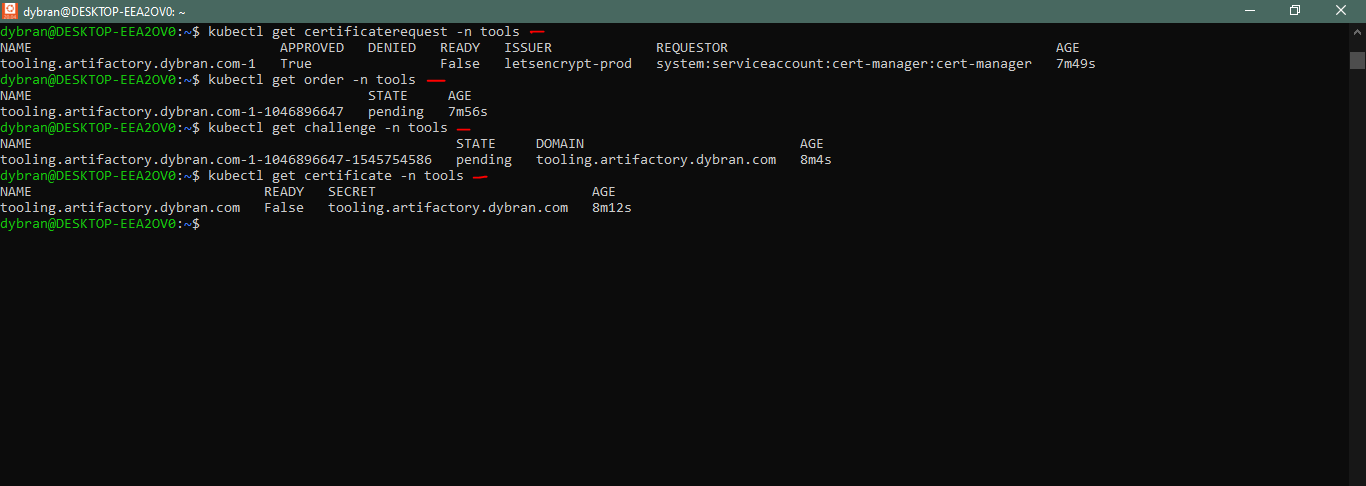 dybran@DESKTOP-EEA2OV0: ~
dybran@DESKTOP-EEA2OV0:~$ kubectl get certificaterequest -n tools
NAME APPROVED DENIED READY ISSUER REQUESTOR AGE
tooling.artifactory.dybran.com-1 True False letsencrypt-prod system:serviceaccount:cert-manager:cert-manager 7m49s
dybran@DESKTOP-EEA2OV0:~$ kubectl get order -n tools
NAME STATE AGE
tooling.artifactory.dybran.com-1-1046896647 pending 7m56s
dybran@DESKTOP-EEA2OV0:~$ kubectl get challenge -n tools
NAME STATE DOMAIN AGE
tooling.artifactory.dybran.com-1-1046896647-1545754586 pending tooling.artifactory.dybran.com 8m4s
dybran@DESKTOP-EEA2OV0:~$ kubectl get certificate -n tools
NAME READY SECRET AGE
tooling.artifactory.dybran.com False tooling.artifactory.dybran.com 8m12s
dybran@DESKTOP-EEA2OV0:~$